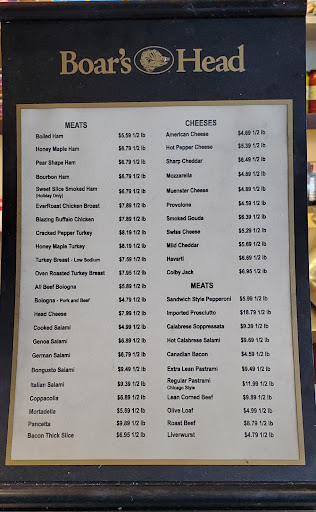 Boar's Head
MEATS
Boiled Ham $5.59 1/2 lb
Honey Maple Ham $6.79 1/2 lb
Pear Shape Ham $6.79 1/2 lb
Bourbon Ham $6.79 1/2 lb
Sweet Slice Smoked Ham $6.79 1/2 lb
(Holiday Only)
EverRoast Chicken Breast $7.89 1/2 lb
Blazing Buffalo Chicken $7.89 1/2 lb
Cracked Pepper Turkey $8.19 1/2 lb
Honey Maple Turkey $8.19 1/2 lb
Turkey Breast - Low Sodium $7.59 1/2 lb
Oven Roasted Turkey Breast $7.95 1/2 lb
All Beef Bologna $5.89 1/2 lb
Bologna - Pork and Beef $4.79 1/2 lb
Head Cheese $7.99 1/2 lb
Cooked Salami $4.99 1/2 lb
Genoa Salami $6.89 1/2 lb
German Salami $6.79 1/2 lb
Bongusto Salami $9.49 1/2 lb
Italian Salami $9.39 1/2 lb
Coppacolla $6.89 1/2 lb
Mortadella $5.69 1/2 lb
Pancetta $9.89 1/2 lb
Bacon Thick Slice $6.95 1/2 lb
CHEESES
American Cheese $4.89 1/2 lb
Hot Pepper Cheese $5.39 1/2 lb
Sharp Cheddar $6.49 1/2 lb
Mozzarella $4.89 1/2 lb
Muenster Cheese $4.89 1/2 lb
Provolone $4.59 1/2 lb
Smoked Gouda $6.39 1/2 lb
Swiss Cheese $5.29 1/2 lb
Mild Cheddar $5.69 1/2 lb
Havarti $6.69 1/2 lb
Colby Jack $6.95 1/2 lb
MEATS
Sandwich Style Pepperoni $5.99 1/2 lb
Imported Prosciutto $18.79 1/2 lb
Calabrese Soppressata $9.39 1/2 lb
Hot Calabrese Salami $9.69 1/2 lb
Canadian Bacon $4.59 1/2 lb
Extra Lean Pastrami $9.49 1/2 lb
Regular Pastrami $11.99 1/2 lb
Chicago Style
Lean Corned Beef $9.89 1/2 lb
Olive Loaf $4.99 1/2 lb
Roast Beef $8.79 1/2 lb
Liverwurst $4.79 1/2 lb